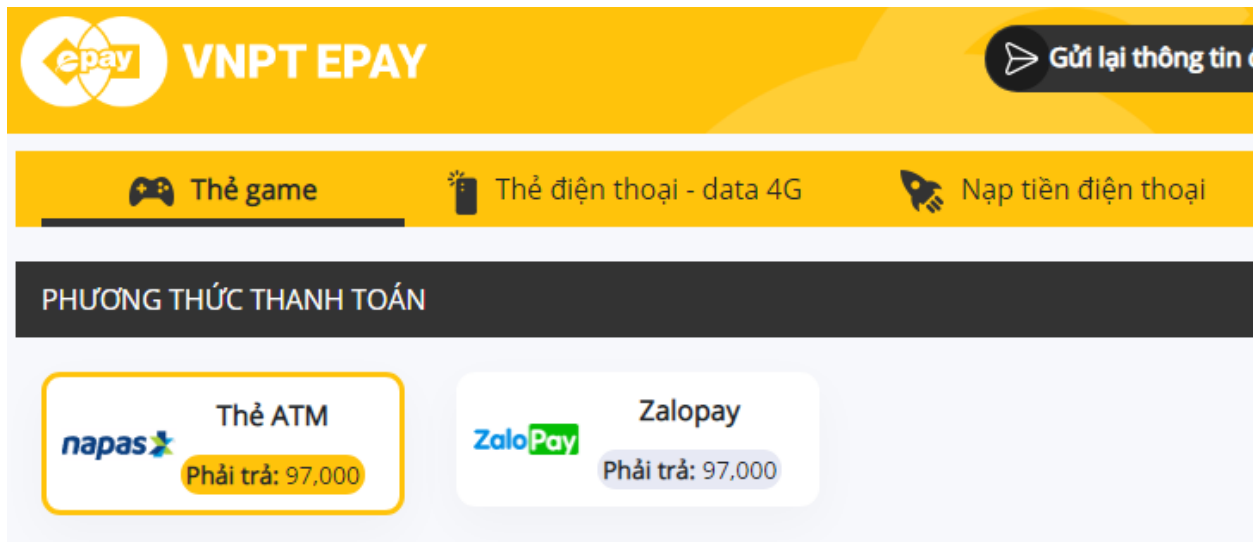 epay VNPT EPAY
Gửi lại thông tin
Thẻ game
Thẻ điện thoại - data 4G
Nạp tiền điện thoại
PHƯƠNG THỨC THANH TOÁN
napas
Thẻ ATM
Phải trả: 97,000
ZaloPay
Zalopay
Phải trả: 97,000